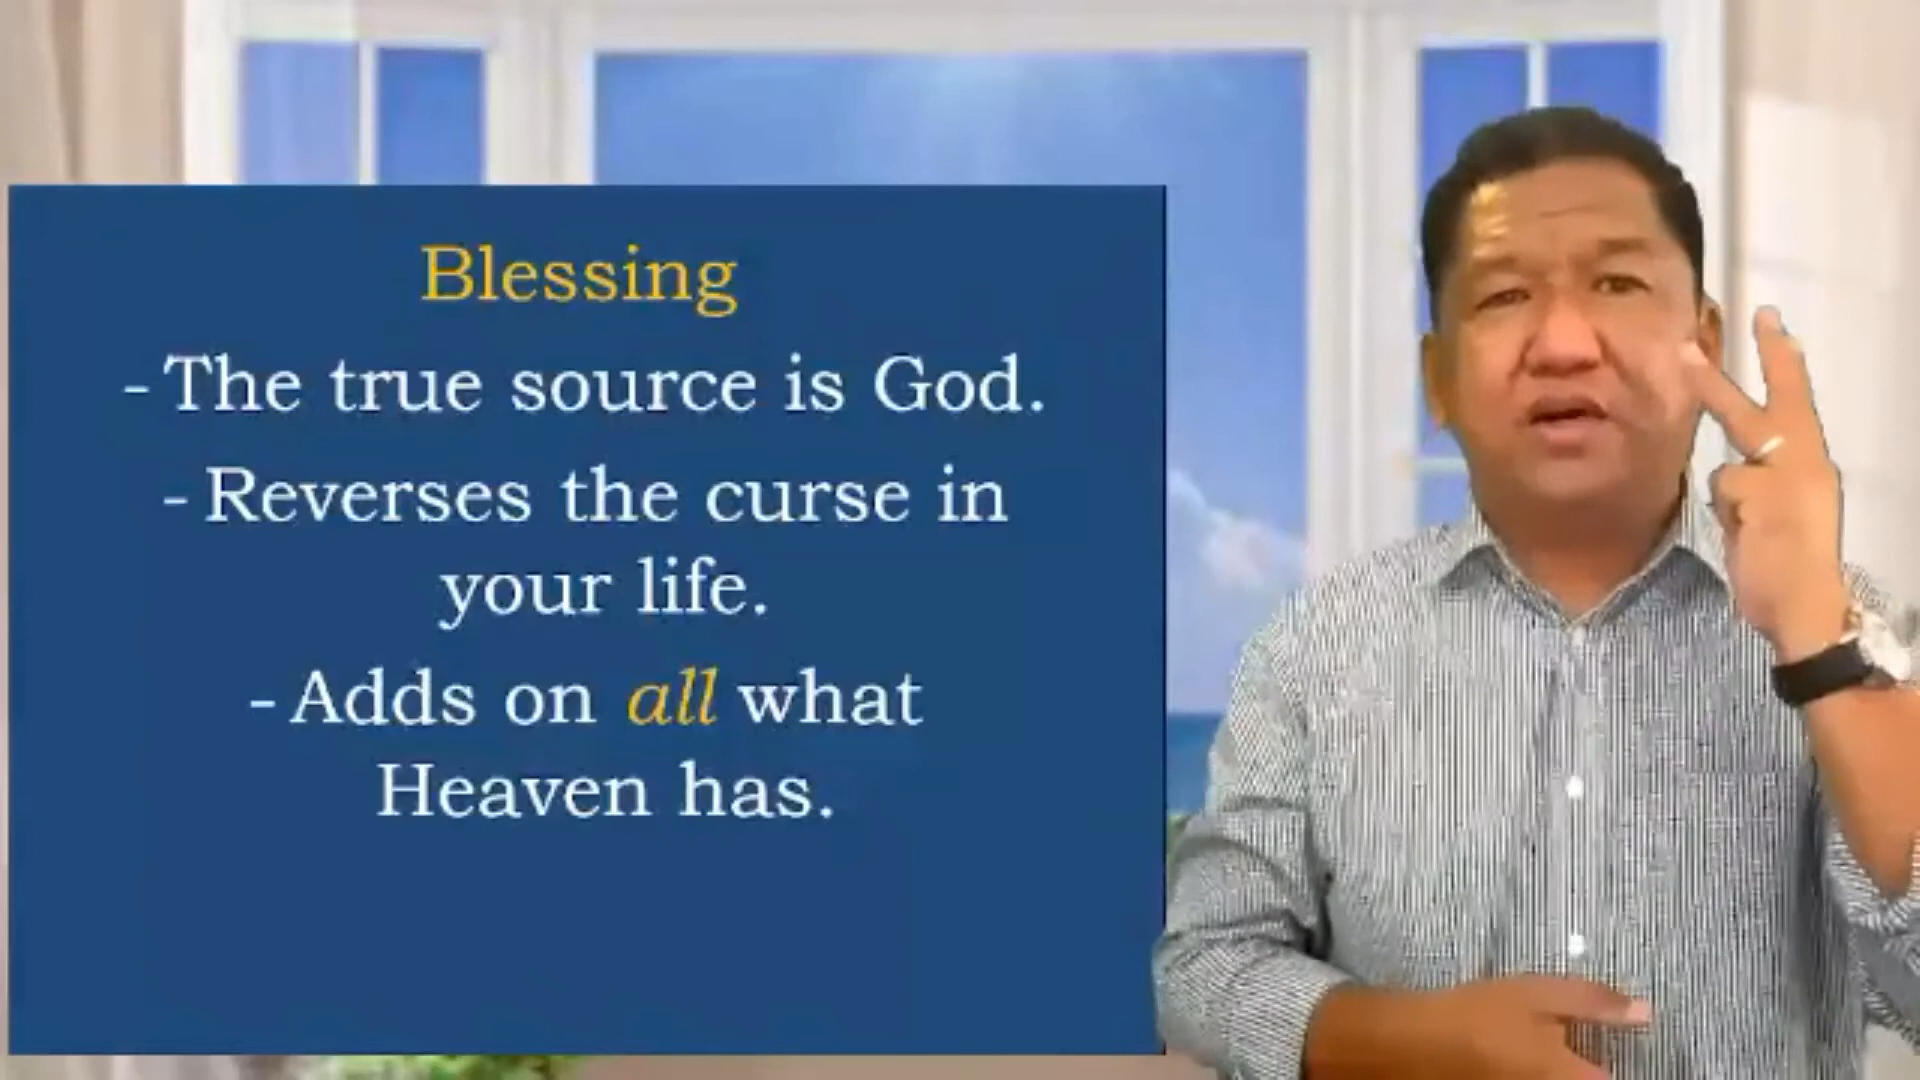 Blessing
- The true source is God.
- Reverses the curse in
your life.
- Adds on all what
Heaven has.